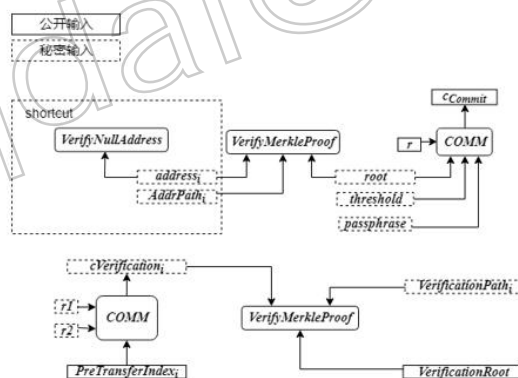 公开输入
秘密输入
shortcut
VerifyNullAddress
VerifyMerkleProof
cCommit
r
COMM
address_i
AddrPath_i
root
threshold
passphrase
cVerification_i
r1
r2
COMM
VerifyMerkleProof
VerificationPath_i
PreTransferIndex_i
VerificationRoot